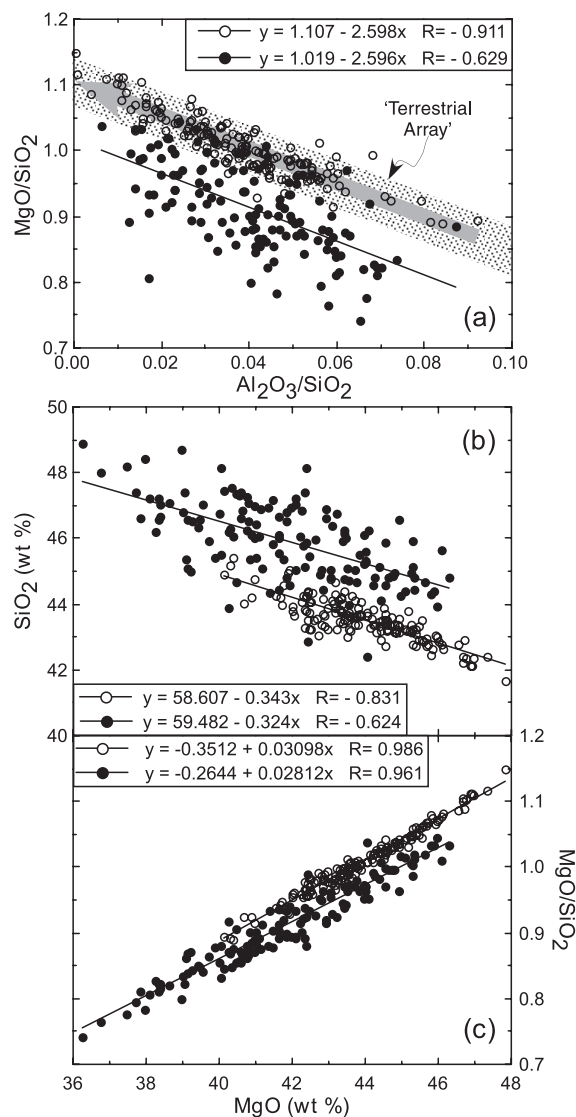 y = 1.107 - 2.598x R= - 0.911
y = 1.019 - 2.596x R= - 0.629
'Terrestrial
Array'
1.2
1.1
1.0
0.9
0.8
0.7
MgO/SiO2
(a)
0.00 0.02 0.04 0.06 0.08 0.10
Al2O3/SiO2
50
48
46
44
42
40
SiO2 (wt %)
(b)
y = 58.607 - 0.343x R= - 0.831
y = 59.482 - 0.324x R= - 0.624
y = -0.3512 + 0.03098x R= 0.986
y = -0.2644 + 0.02812x R= 0.961
1.2
1.1
1.0
0.9
0.8
0.7
MgO/SiO2
(c)
36 38 40 42 44 46 48
MgO (wt %)